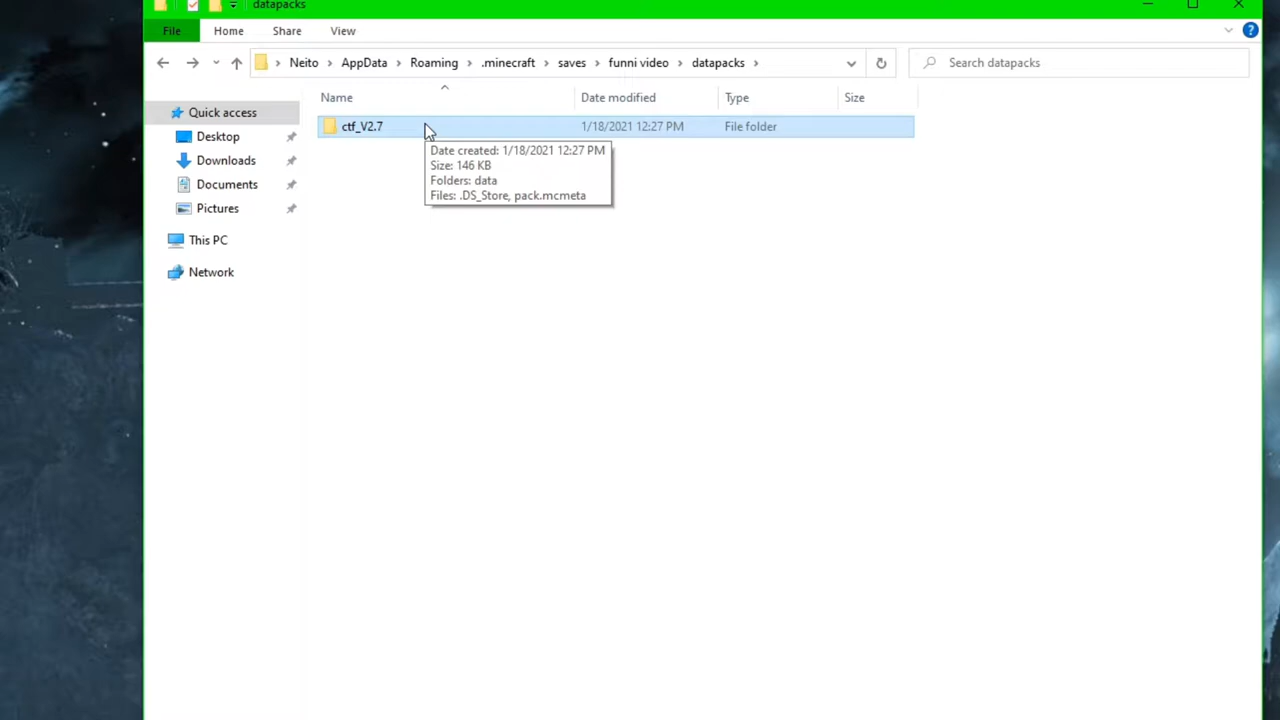 datapacks
File Home Share View
Neito AppData Roaming .minecraft saves funni video datapacks Search datapacks
Name Date modified Type Size
Quick access
ctf_V2.7 1/18/2021 12:27 PM File folder
Desktop
Date created: 1/18/2021 12:27 PM
Downloads
Size: 146 KB
Documents
Folders: data
Pictures
Files: .DS_Store, pack.mcmeta
This PC
Network